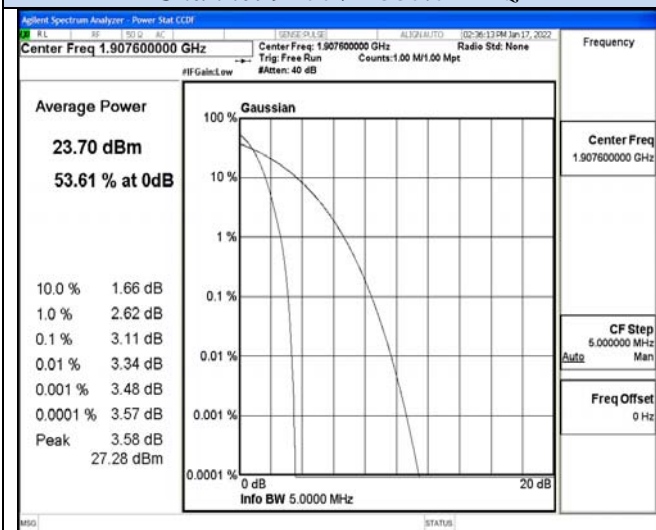 Agilent Spectrum Analyzer - Power Stat CCDF
RL RF 50 Ω AC SENSE:PULSE ALIGN AUTO 02:36:13 PM Jan 17, 2022
Center Freq 1.907600000 GHz
Center Freq: 1.907600000 GHz Radio Std: None
Trig: Free Run Counts:1.00 M/1.00 Mpt
#IFGain:Low #Atten: 40 dB
Frequency
Average Power
23.70 dBm
53.61 % at 0dB
10.0 % 1.66 dB
1.0 % 2.62 dB
0.1 % 3.11 dB
0.01 % 3.34 dB
0.001 % 3.48 dB
0.0001 % 3.57 dB
Peak 3.58 dB
27.28 dBm
Gaussian
100 %
10 %
1 %
0.1 %
0.01 %
0.001 %
0.0001 %
0 dB 20 dB
Info BW 5.0000 MHz
Center Freq
1.907600000 GHz
CF Step
5.000000 MHz
Auto Man
Freq Offset
0 Hz
MSG STATUS